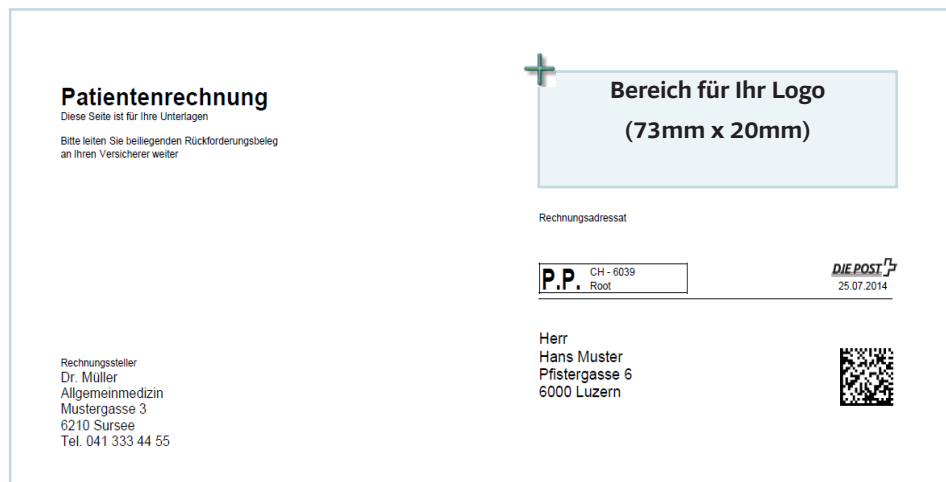 Patientenrechnung
Diese Seite ist für Ihre Unterlagen
Bitte leiten Sie beiliegenden Rückforderungsbeleg
an Ihren Versicherer weiter
Bereich für Ihr Logo
(73mm x 20mm)
Rechnungsadressat
P.P. CH - 6039
Root
DIE POST
25.07.2014
Herr
Hans Muster
Pfistergasse 6
6000 Luzern
Rechnungssteller
Dr. Müller
Allgemeinmedizin
Mustergasse 3
6210 Sursee
Tel. 041 333 44 55